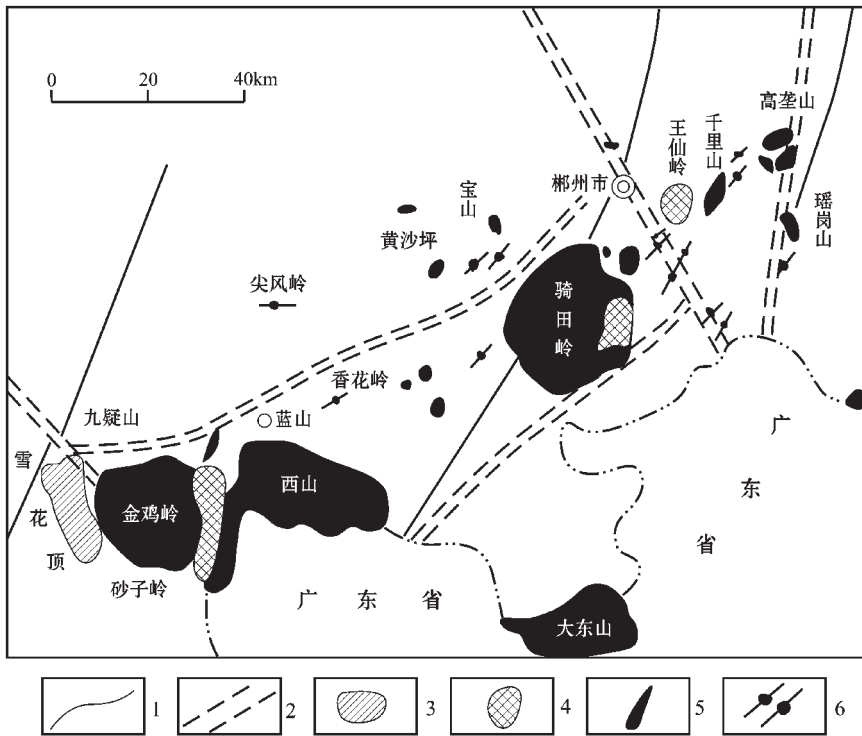 0 20 40km
高垄山
王仙岭
千里山
郴州市
瑶岗山
宝山
黄沙坪
尖风岭
骑田岭
香花岭
九疑山
蓝山
广东省
雪花顶
西山
金鸡岭
砂子岭
广东省
大东山
1 2 3 4 5 6